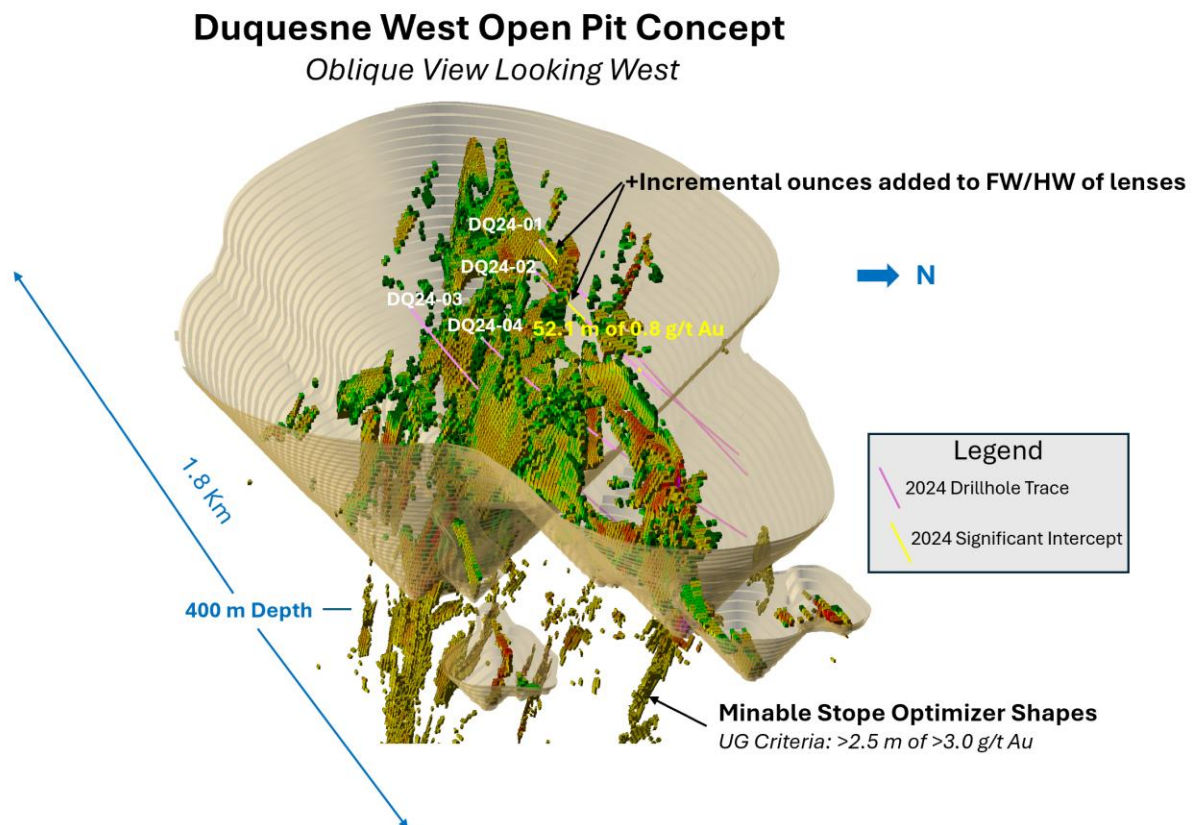 Duquesne West Open Pit Concept
Oblique View Looking West
+Incremental ounces added to FW/HW of lenses
DQ24-01
DQ24-02
N
DQ24-03
DQ24-04
52.1 m of 0.8 g/t Au
Legend
2024 Drillhole Trace
2024 Significant Intercept
1.8 Km
400 m Depth
Minable Stope Optimizer Shapes
UG Criteria: >2.5 m of >3.0 g/t Au